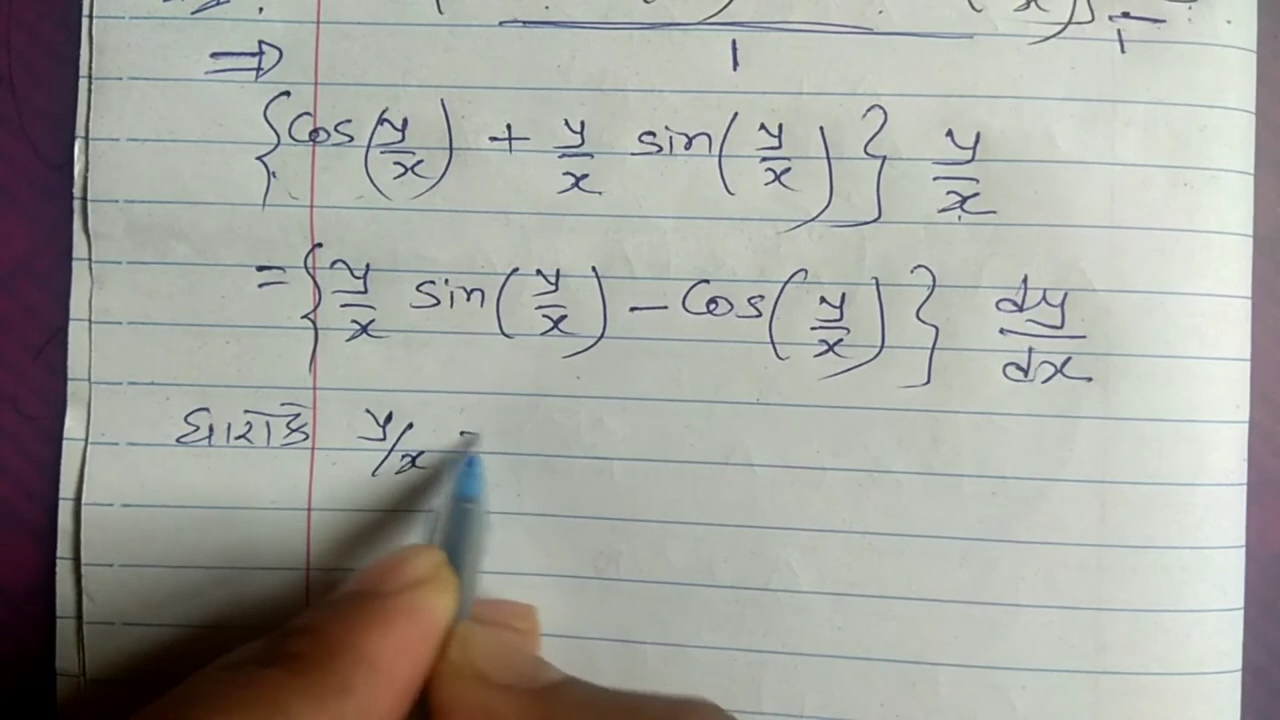 ⇒
{cos(y/x) + y/x sin(y/x)} y/x
= {y/x sin(y/x) - cos(y/x)} dy/dx
माना कि y/x